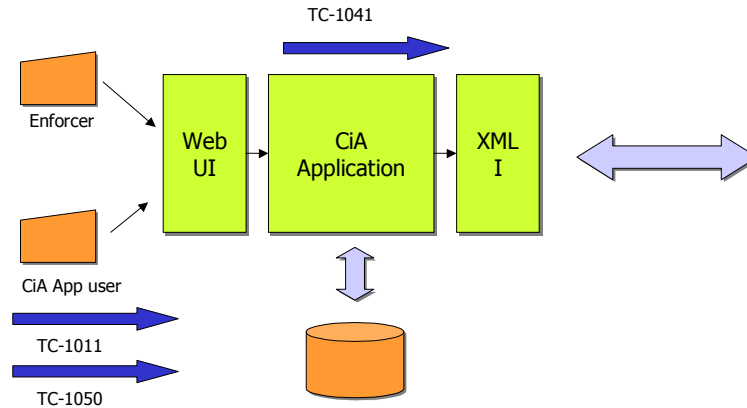 TC-1041
Enforcer
Web
UI
CiA
Application
XML
I
CiA App user
TC-1011
TC-1050